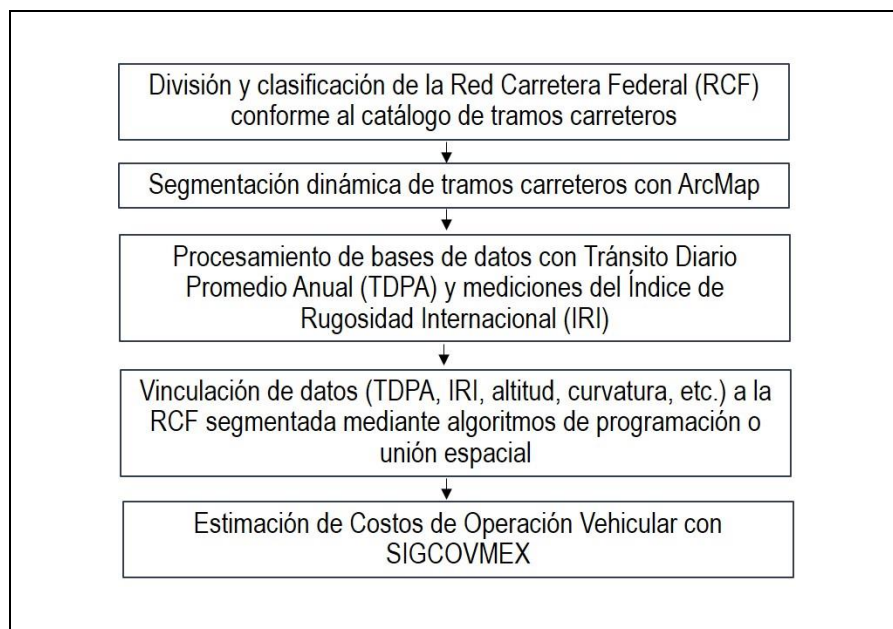 División y clasificación de la Red Carretera Federal (RCF)
conforme al catálogo de tramos carreteros
Segmentación dinámica de tramos carreteros con ArcMap
Procesamiento de bases de datos con Tránsito Diario
Promedio Anual (TDPA) y mediciones del Índice de
Rugosidad Internacional (IRI)
Vinculación de datos (TDPA, IRI, altitud, curvatura, etc.) a la
RCF segmentada mediante algoritmos de programación o
unión espacial
Estimación de Costos de Operación Vehicular con
SIGCOVMEX